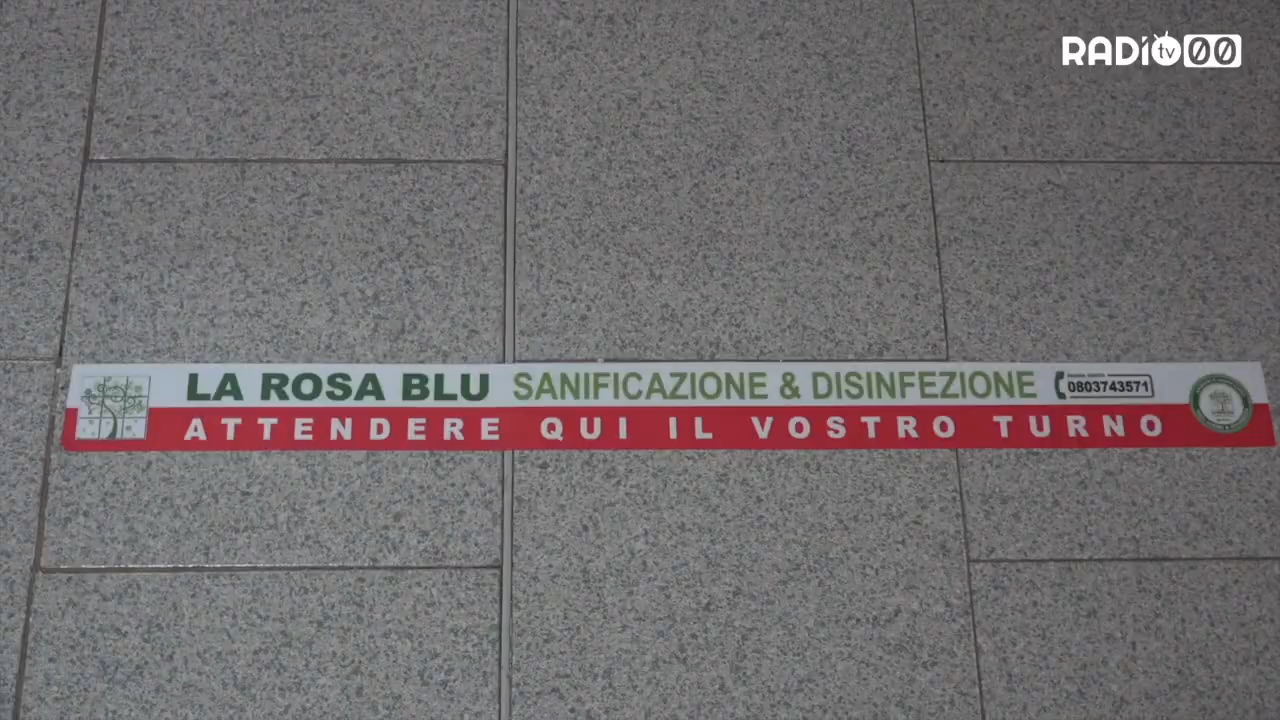 RADIO tv 00
LA ROSA BLU SANIFICAZIONE & DISINFEZIONE 0803743571
ATTENDERE QUI IL VOSTRO TURNO